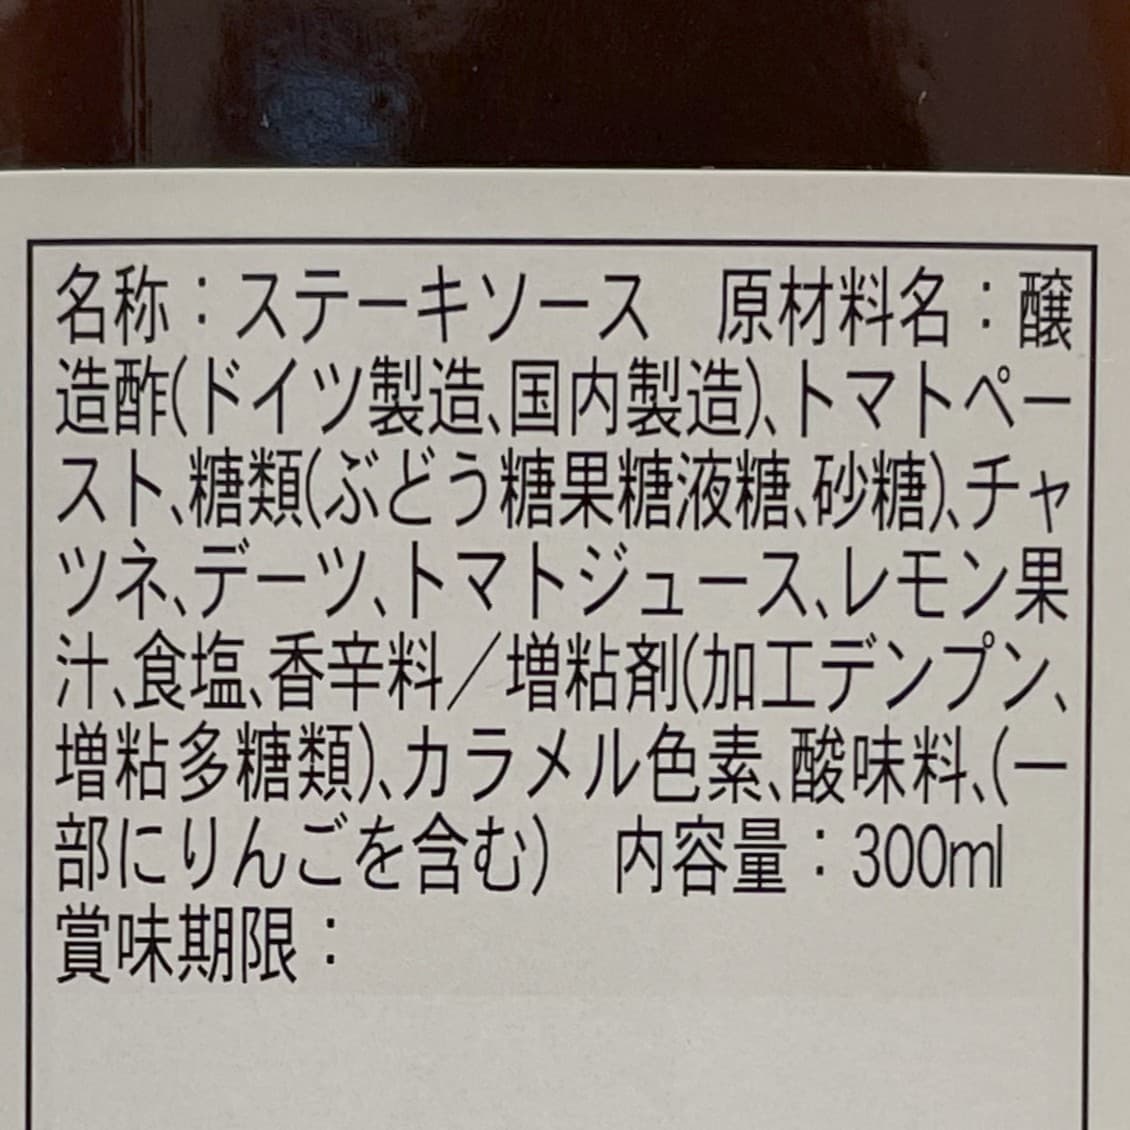 名称：ステーキソース　原材料名：醸
造酢(ドイツ製造、国内製造)、トマトペー
スト、糖類(ぶどう糖果糖液糖、砂糖)、チャ
ツネ、デーツ、トマトジュース、レモン果
汁、食塩、香辛料／増粘剤(加工デンプン、
増粘多糖類)、カラメル色素、酸味料、(一
部にりんごを含む)　内容量：300ml
賞味期限：